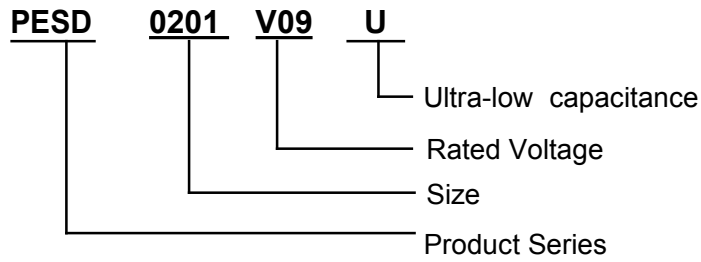 PESD 0201 V09 U
Ultra-low capacitance
Rated Voltage
Size
Product Series